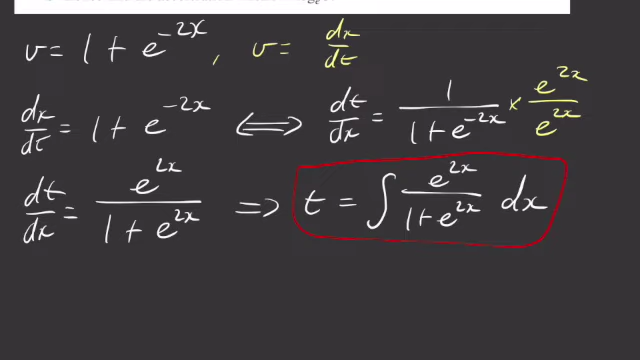 v = 1 + e^{-2x}, v = dx/dt
dx/dt = 1 + e^{-2x} ⟺ dt/dx = 1/(1 + e^{-2x}) × e^{2x}/e^{2x}
dt/dx = e^{2x}/(1 + e^{2x}) ⟹ t = ∫ e^{2x}/(1 + e^{2x}) dx